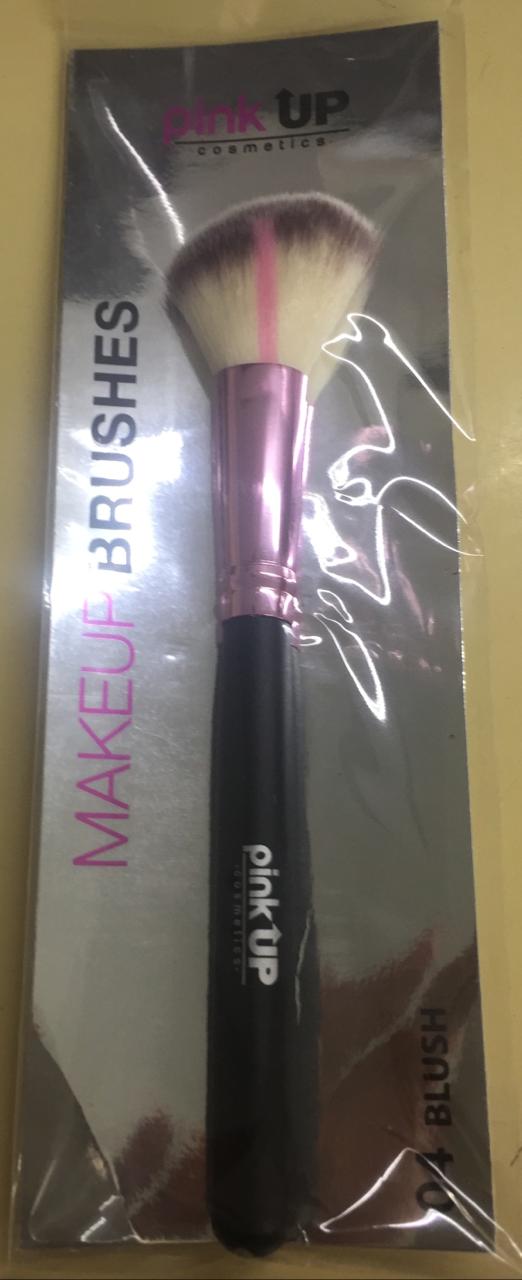 pink UP
cosmetics
MAKEUP BRUSHES
pink UP
cosmetics
04 BLUSH